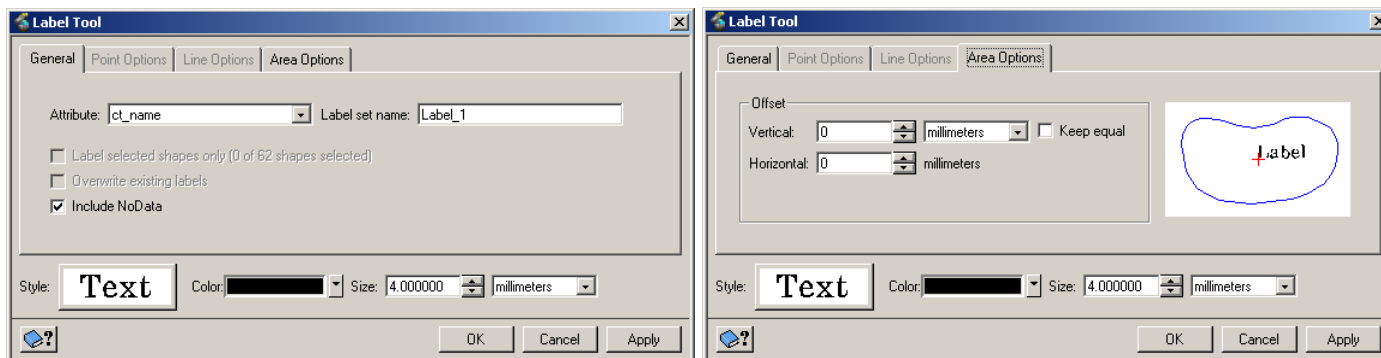 Label Tool
General Point Options Line Options Area Options
Attribute: ct_name Label set name: Label_1
Label selected shapes only (0 of 62 shapes selected)
Overwrite existing labels
Include NoData
Style: Text Color: Size: 4.000000 millimeters
? OK Cancel Apply
Label Tool
General Point Options Line Options Area Options
Offset
Vertical: 0 millimeters Keep equal
Horizontal: 0 millimeters
Label
Style: Text Color: Size: 4.000000 millimeters
? OK Cancel Apply